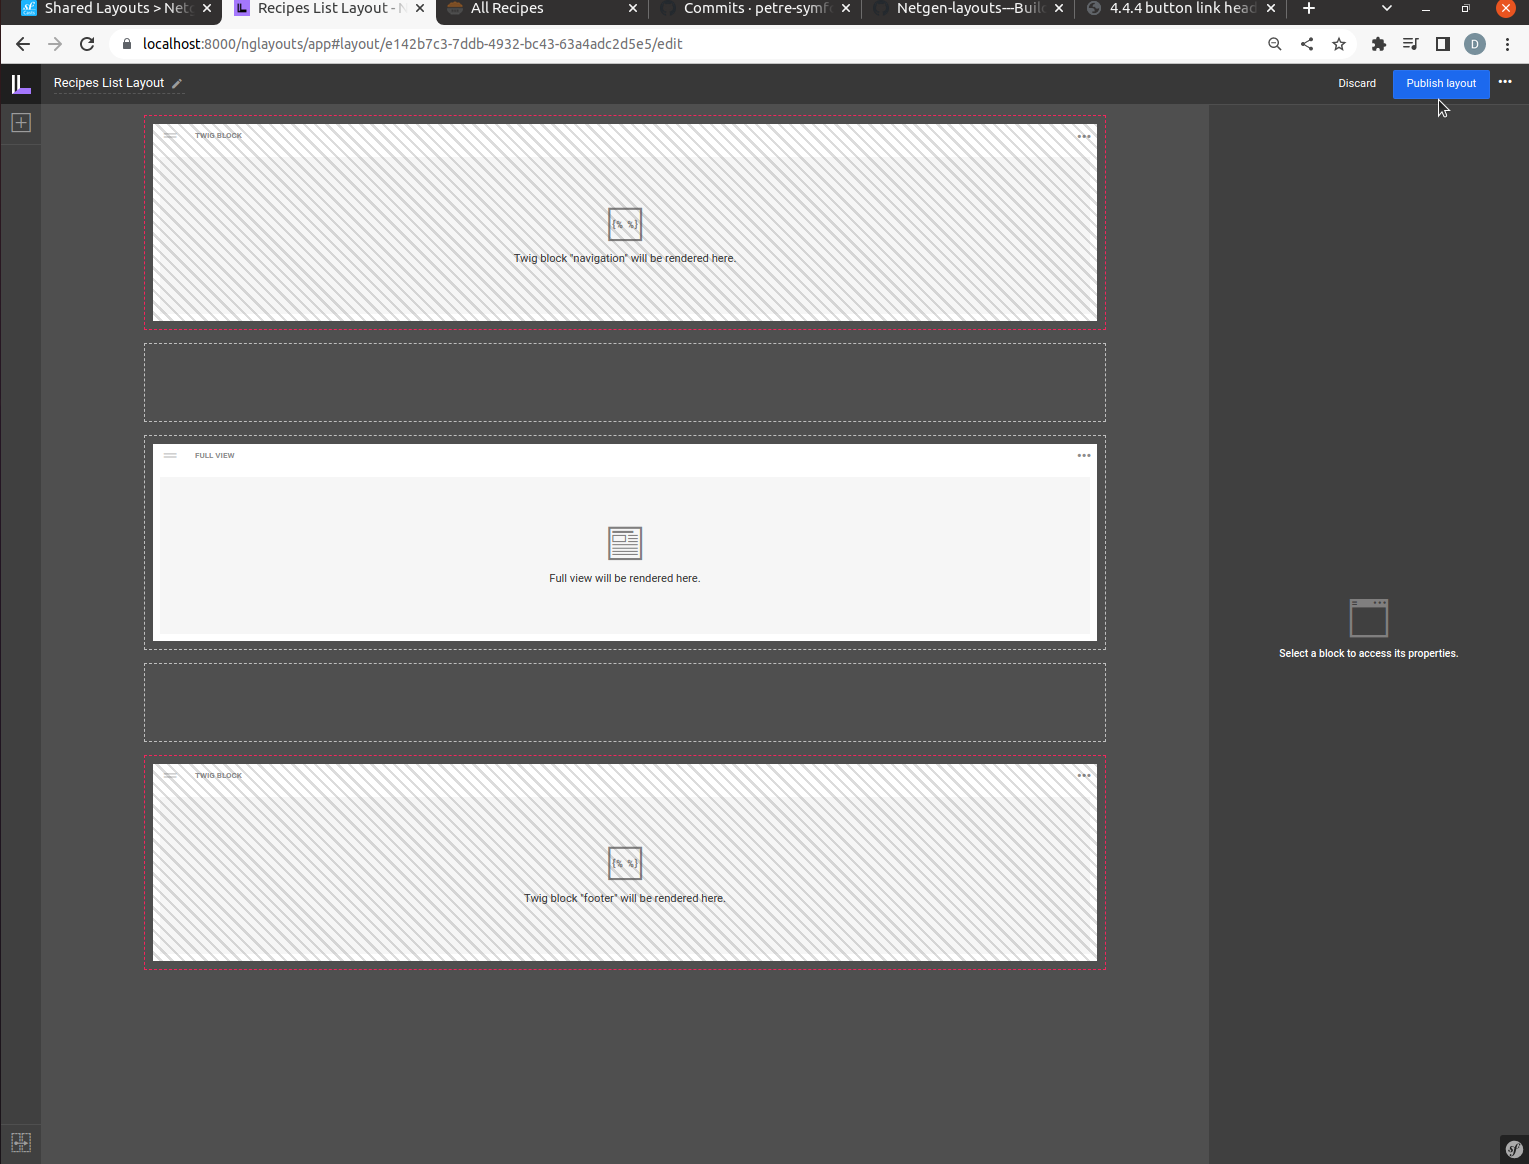 Shared Layouts > Netg
Recipes List Layout - N
All Recipes
Commits · petre-symf
Netgen-layouts---Buil
4.4.4 button link head
localhost:8000/nglayouts/app#layout/e142b7c3-7ddb-4932-bc43-63a4adc2d5e5/edit
D
Recipes List Layout
Discard
Publish layout
TWIG BLOCK
{% %}
Twig block "navigation" will be rendered here.
FULL VIEW
Full view will be rendered here.
Select a block to access its properties.
TWIG BLOCK
{% %}
Twig block "footer" will be rendered here.
sf